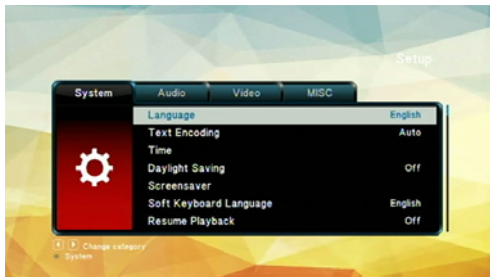 Setup
System Audio Video MISC
Language English
Text Encoding Auto
Time
Daylight Saving Off
Screensaver
Soft Keyboard Language English
Resume Playback Off
Change category
System